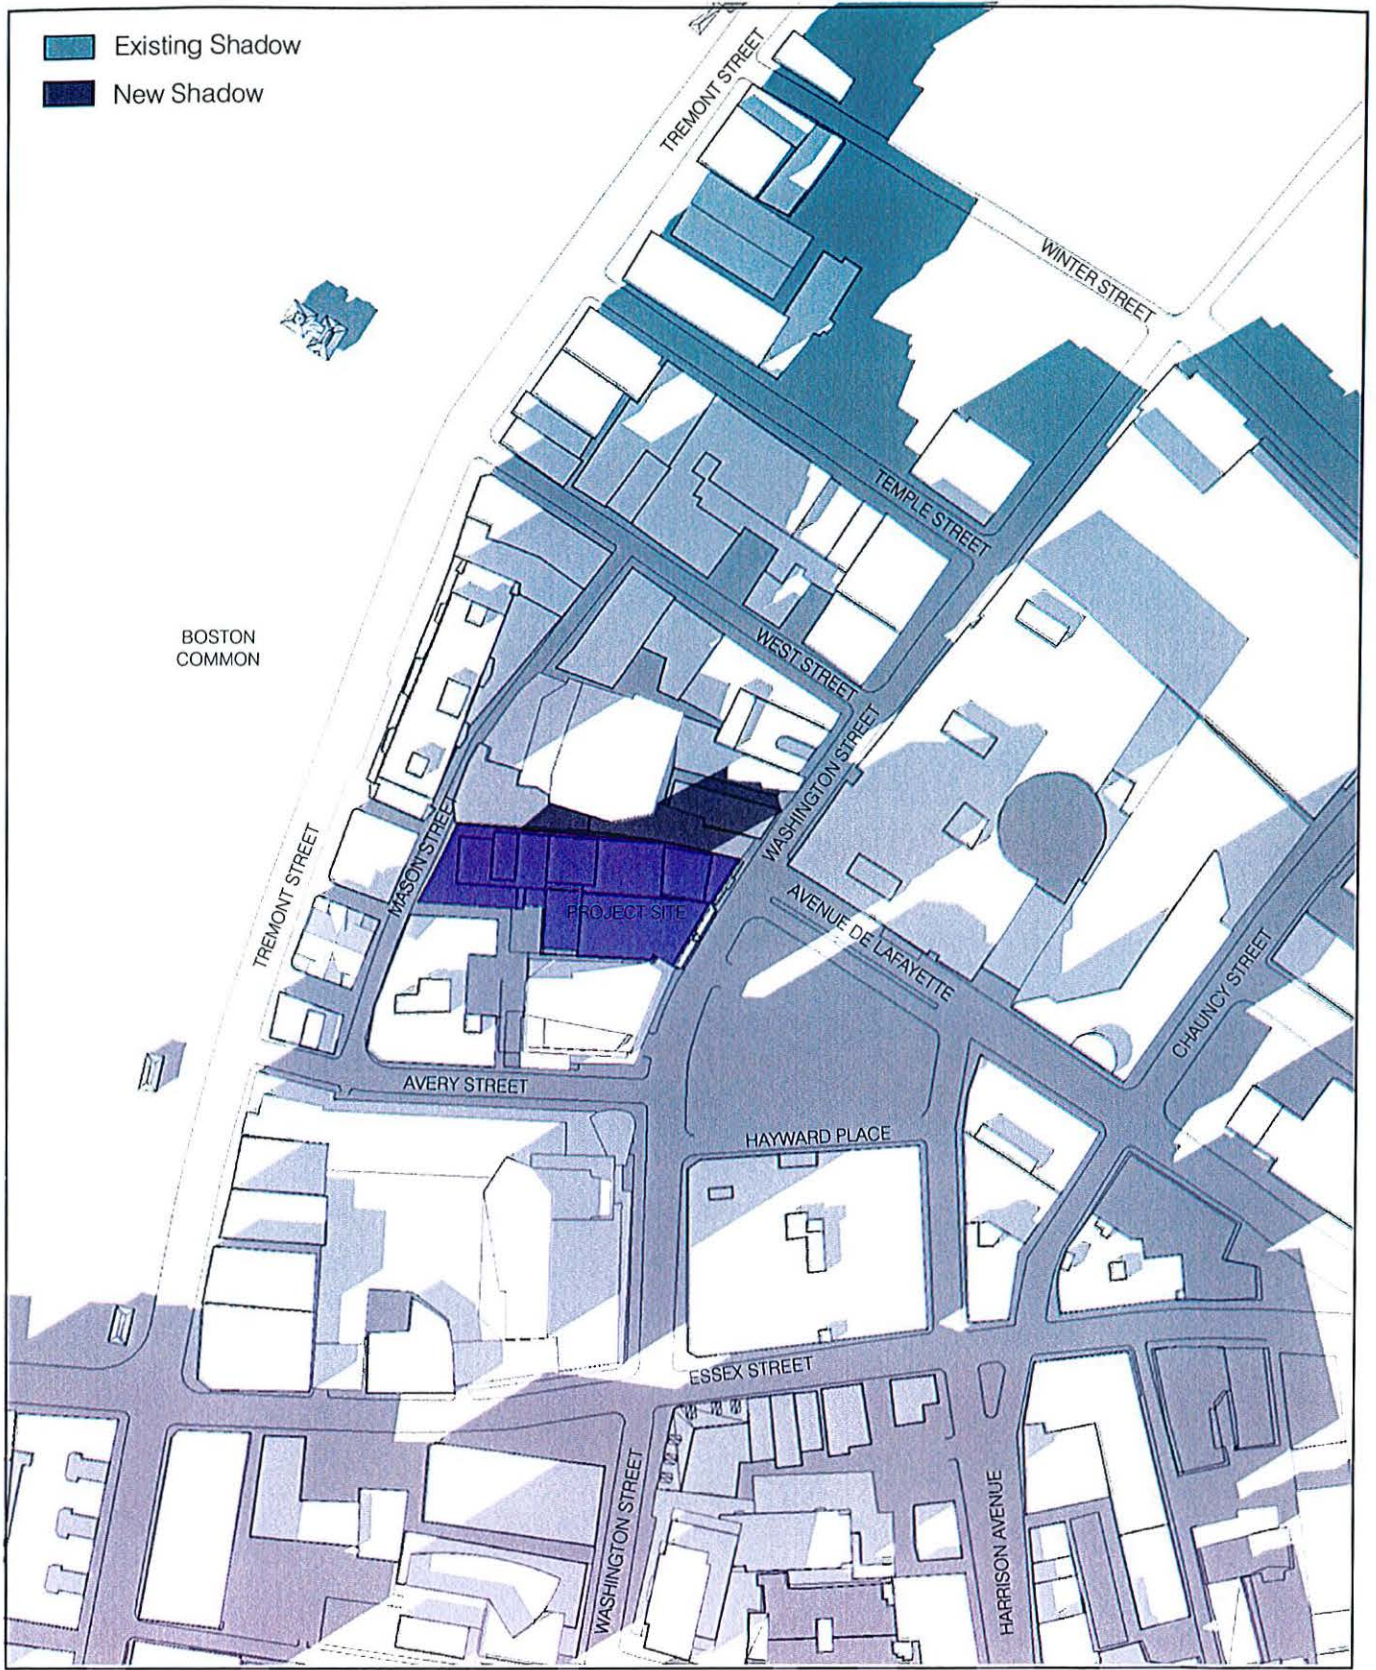 Existing Shadow
New Shadow
TREMONT STREET
WINTER STREET
TEMPLE STREET
BOSTON
COMMON
WEST STREET
WASHINGTON STREET
MASON STREET
TREMONT STREET
PROJECT SITE
AVENUE DE LAFAYETTE
CHAUNCY STREET
AVERY STREET
HAYWARD PLACE
ESSEX STREET
WASHINGTON STREET
HARRISON AVENUE